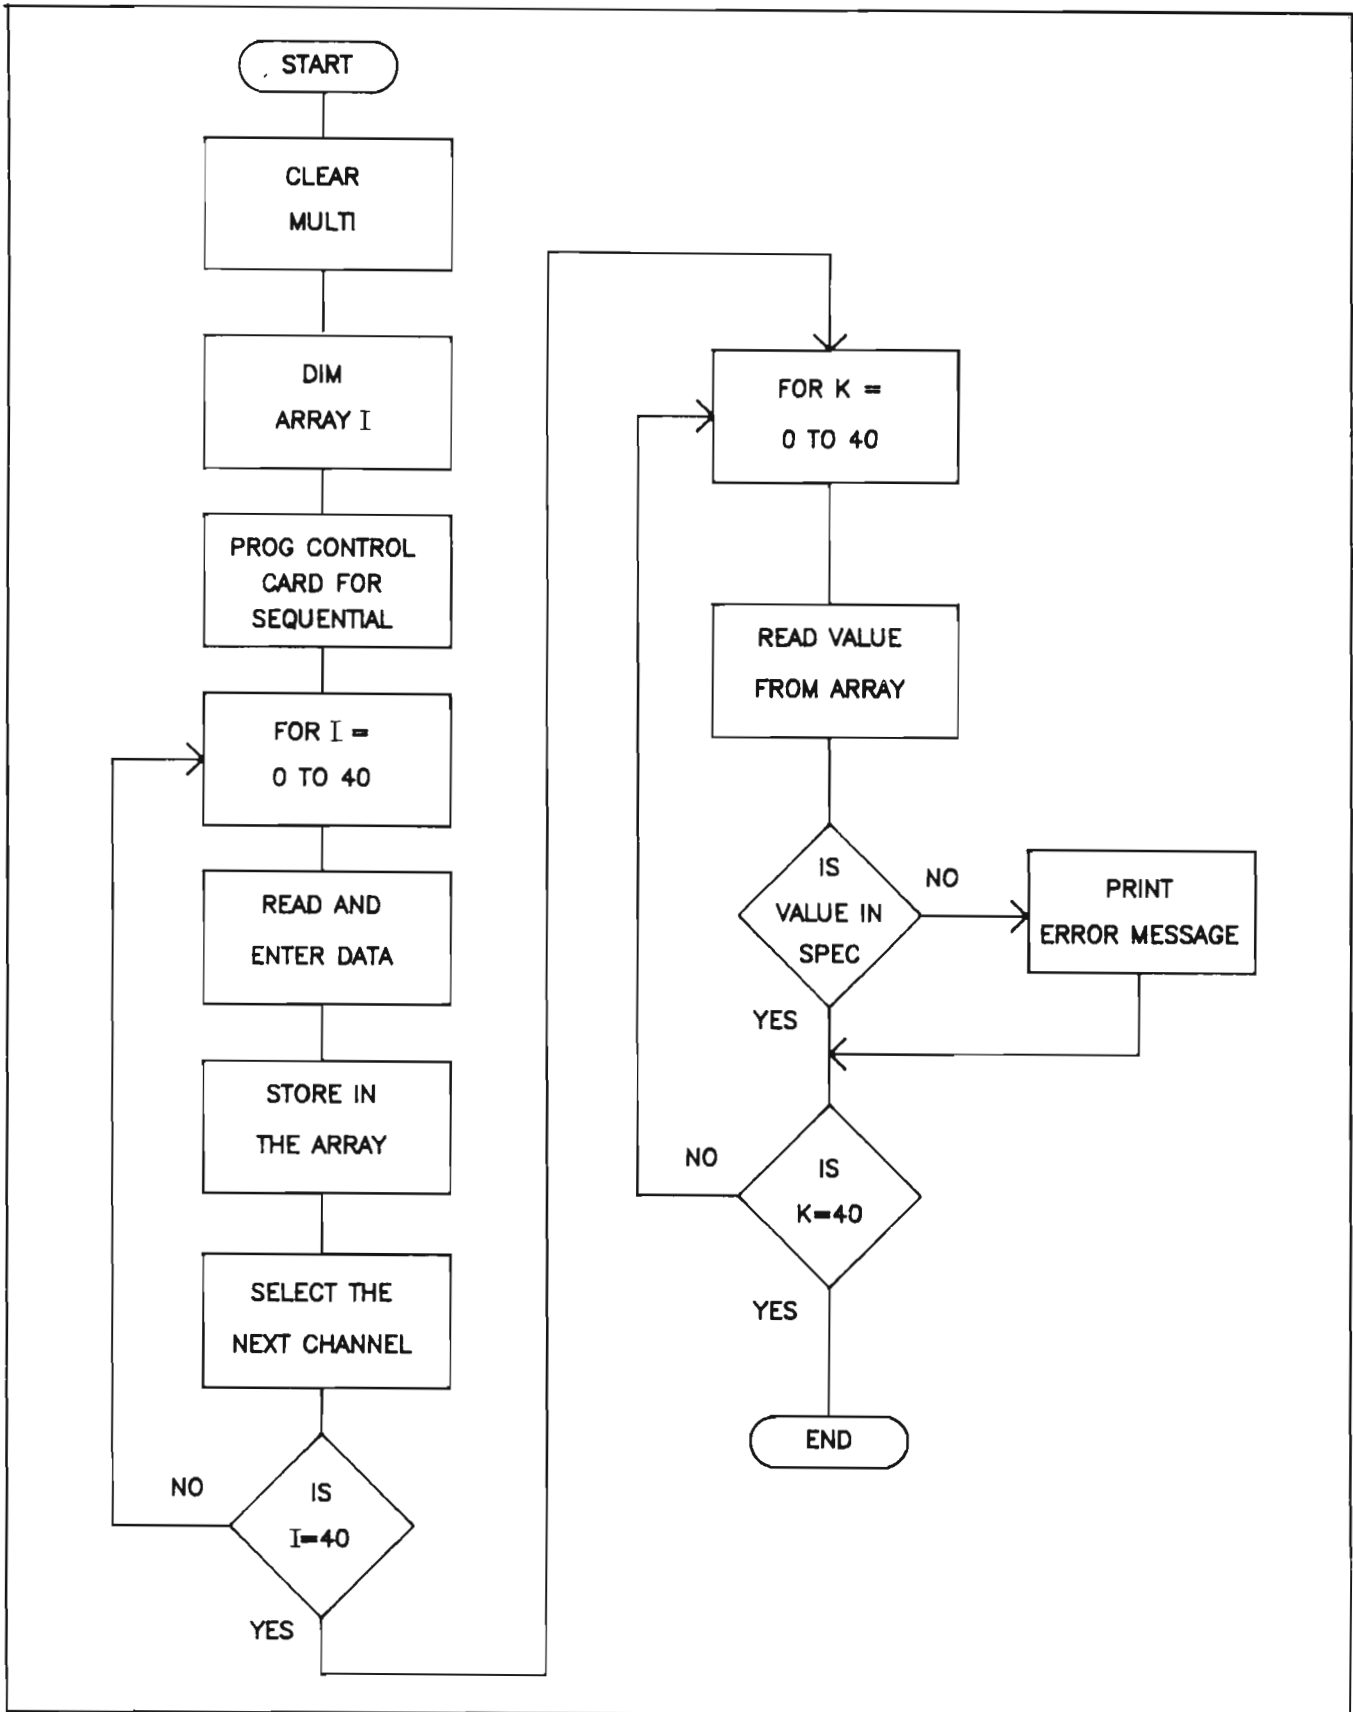 START
CLEAR
MULTI
DIM
ARRAY I
PROG CONTROL
CARD FOR
SEQUENTIAL
FOR I =
0 TO 40
READ AND
ENTER DATA
STORE IN
THE ARRAY
SELECT THE
NEXT CHANNEL
NO
IS
I=40
YES
FOR K =
0 TO 40
READ VALUE
FROM ARRAY
IS
VALUE IN
SPEC
NO
PRINT
ERROR MESSAGE
YES
NO
IS
K=40
YES
END